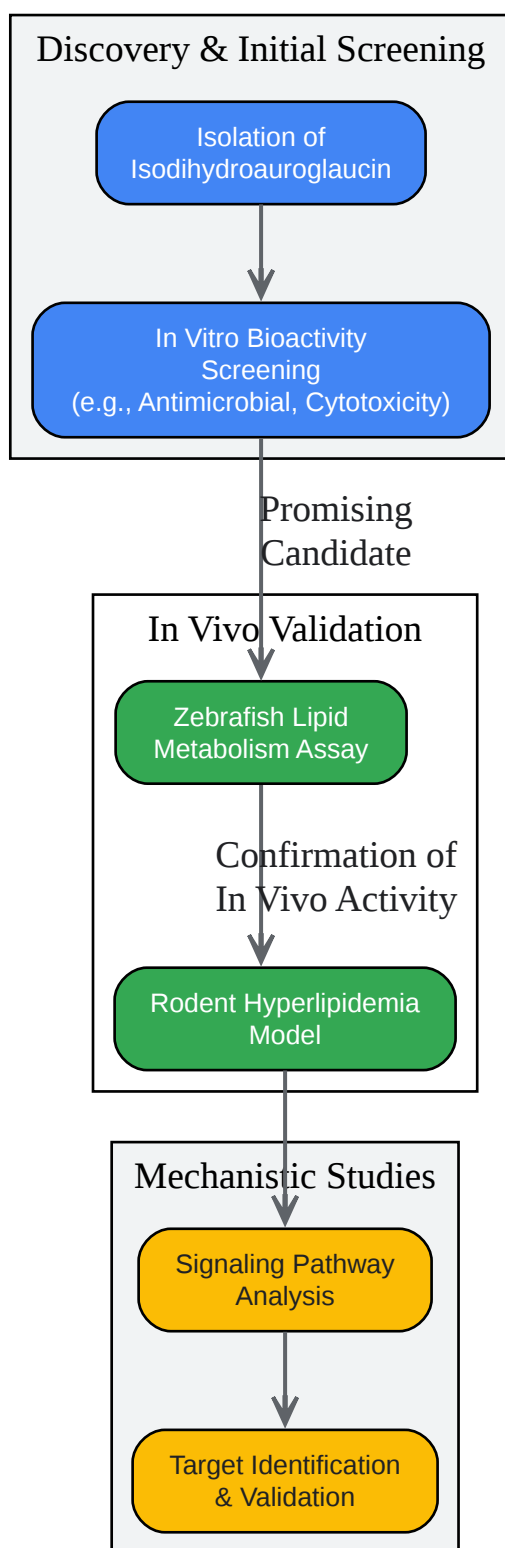 Discovery & Initial Screening
Isolation of
Isodihydroauroglaucin
In Vitro Bioactivity
Screening
(e.g., Antimicrobial, Cytotoxicity)
Promising
Candidate
In Vivo Validation
Zebrafish Lipid
Metabolism Assay
Confirmation of
In Vivo Activity
Rodent Hyperlipidemia
Model
Mechanistic Studies
Signaling Pathway
Analysis
Target Identification
& Validation